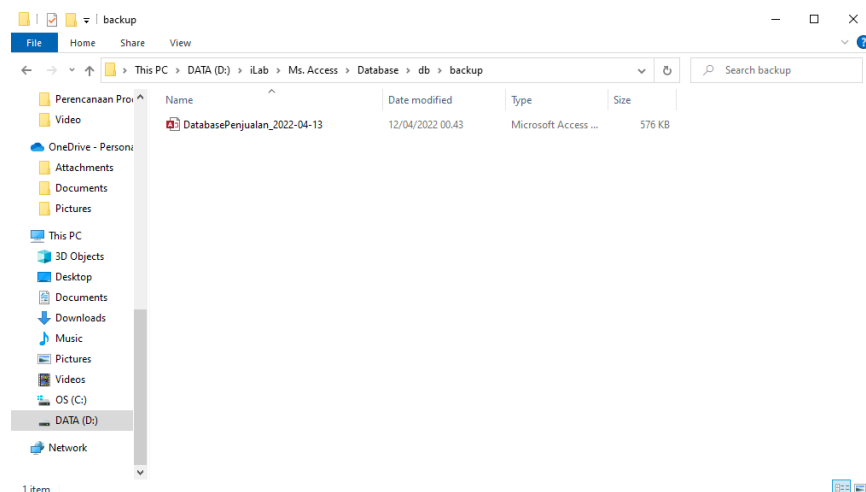 backup
File Home Share View
This PC > DATA (D:) > iLab > Ms. Access > Database > db > backup
Search backup
Name Date modified Type Size
DatabasePenjualan_2022-04-13 12/04/2022 00.43 Microsoft Access ... 576 KB
Perencanaan Pro
Video
OneDrive - Persona
Attachments
Documents
Pictures
This PC
3D Objects
Desktop
Documents
Downloads
Music
Pictures
Videos
OS (C:)
DATA (D:)
Network
1 item